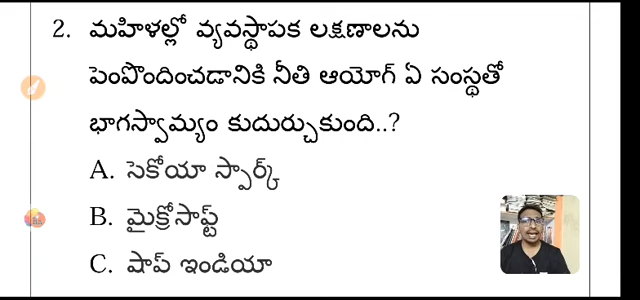 2. మహిళల్లో వ్యవస్థాపక లక్షణాలను
పెంపొందించడానికి నీతి ఆయోగ్ ఏ సంస్థతో
భాగస్వామ్యం కుదుర్చుకుంది..?
A. సెకోయా స్పార్క్
B. మైక్రోసాప్ట్
C. షాప్ ఇండియా